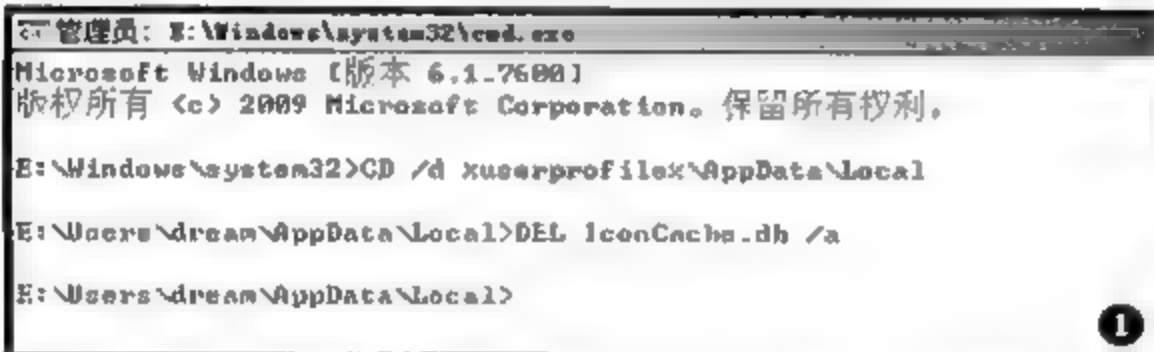 管理员: E:\Windows\system32\cmd.exe
Microsoft Windows [版本 6.1.7600]
版权所有 (c) 2009 Microsoft Corporation。保留所有权利。
E:\Windows\system32>CD /d %userprofile%\AppData\Local
E:\Users\dream\AppData\Local>DEL IconCache.db /a
E:\Users\dream\AppData\Local>
1